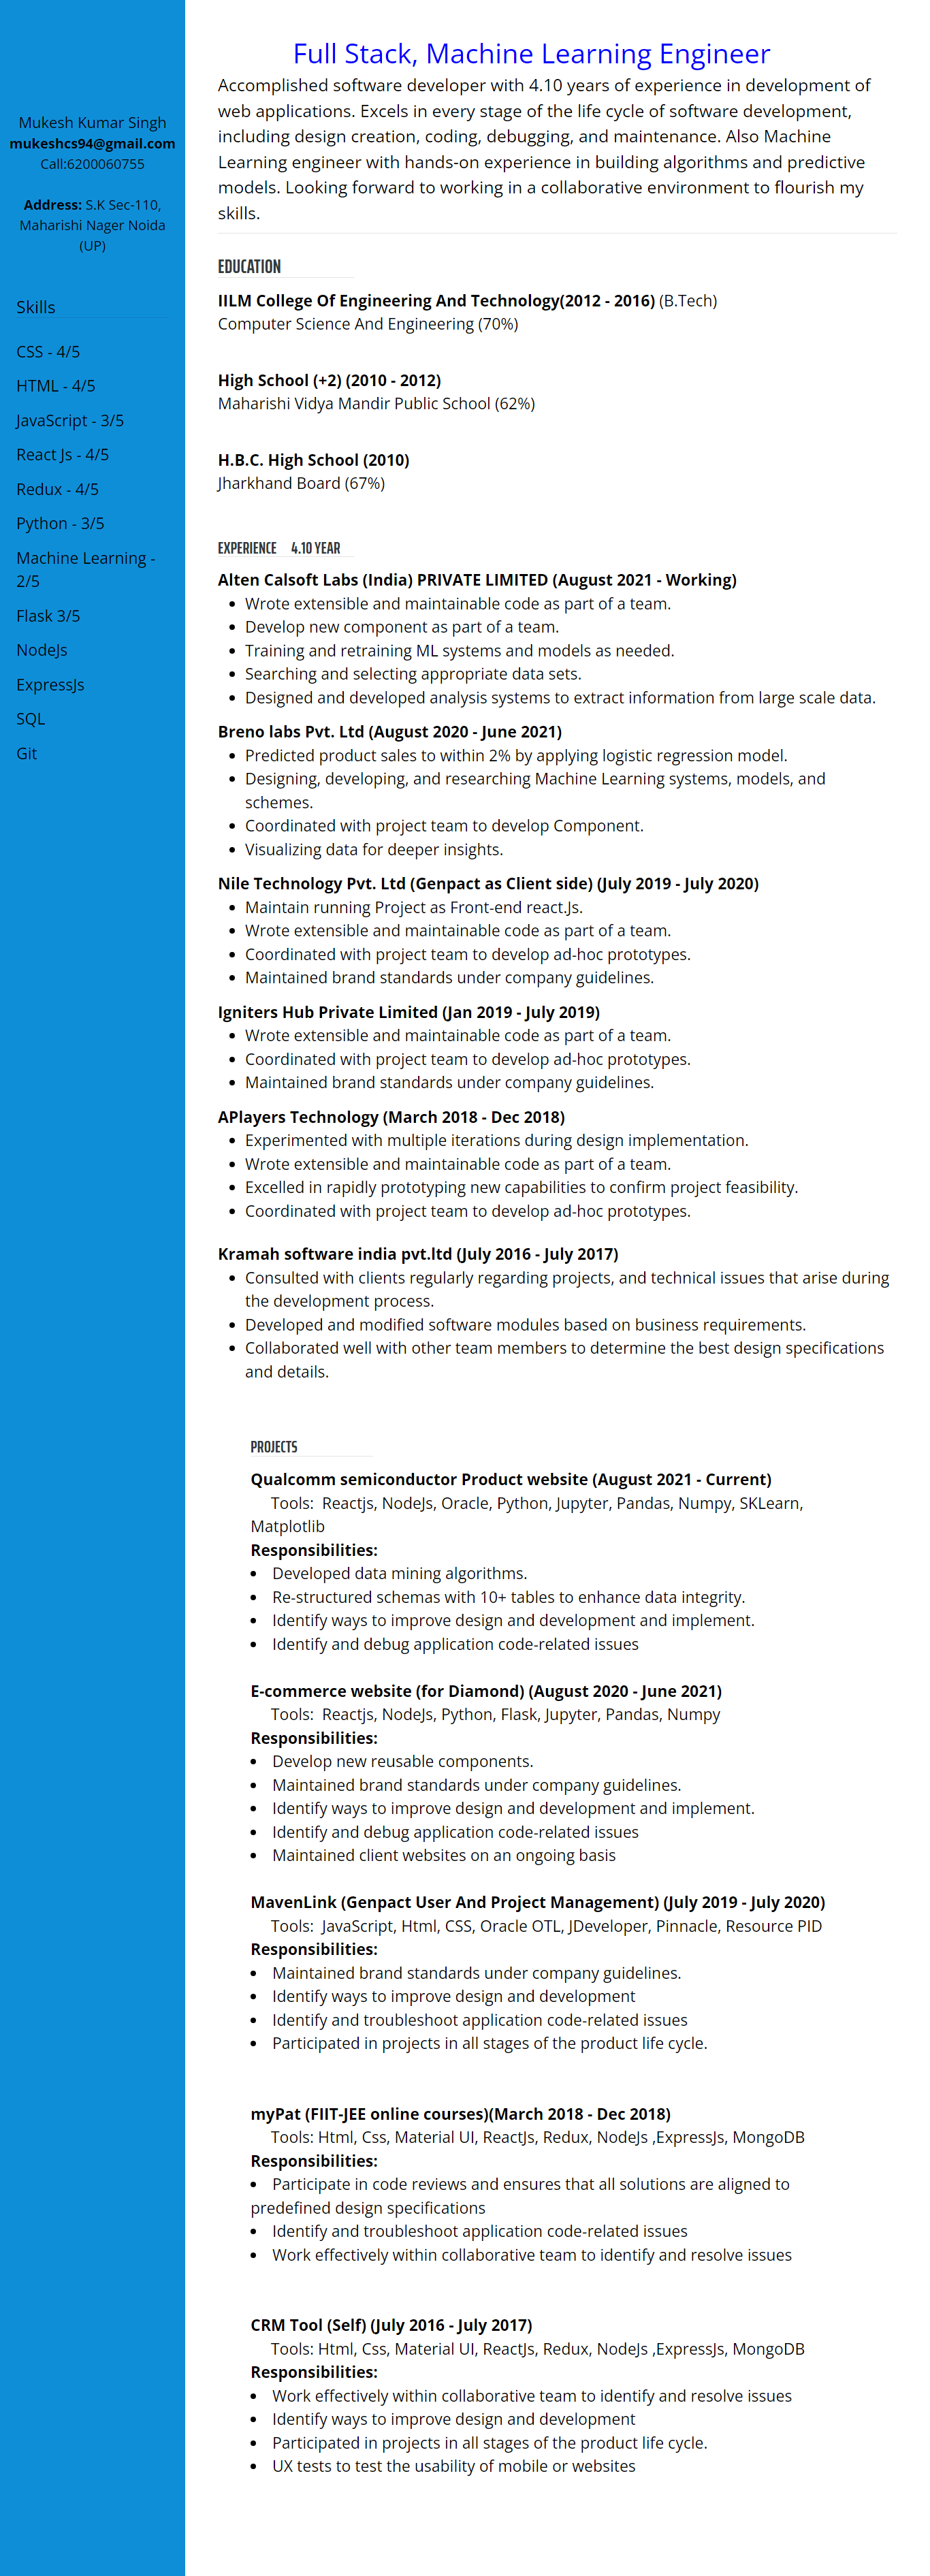 Mukesh Kumar Singh
mukeshcs94@gmail.com
Call:6200060755
Address: S.K Sec-110,
Maharishi Nager Noida
(UP)
Skills
CSS - 4/5
HTML - 4/5
JavaScript - 3/5
React Js - 4/5
Redux - 4/5
Python - 3/5
Machine Learning -
2/5
Flask 3/5
NodeJs
ExpressJs
SQL
Git
Full Stack, Machine Learning Engineer
Accomplished software developer with 4.10 years of experience in development of
web applications. Excels in every stage of the life cycle of software development,
including design creation, coding, debugging, and maintenance. Also Machine
Learning engineer with hands-on experience in building algorithms and predictive
models. Looking forward to working in a collaborative environment to flourish my
skills.
EDUCATION
IILM College Of Engineering And Technology(2012 - 2016) (B.Tech)
Computer Science And Engineering (70%)
High School (+2) (2010 - 2012)
Maharishi Vidya Mandir Public School (62%)
H.B.C. High School (2010)
Jharkhand Board (67%)
EXPERIENCE 4.10 YEAR
Alten Calsoft Labs (India) PRIVATE LIMITED (August 2021 - Working)
• Wrote extensible and maintainable code as part of a team.
• Develop new component as part of a team.
• Training and retraining ML systems and models as needed.
• Searching and selecting appropriate data sets.
• Designed and developed analysis systems to extract information from large scale data.
Breno labs Pvt. Ltd (August 2020 - June 2021)
• Predicted product sales to within 2% by applying logistic regression model.
• Designing, developing, and researching Machine Learning systems, models, and
schemes.
• Coordinated with project team to develop Component.
• Visualizing data for deeper insights.
Nile Technology Pvt. Ltd (Genpact as Client side) (July 2019 - July 2020)
• Maintain running Project as Front-end react.Js.
• Wrote extensible and maintainable code as part of a team.
• Coordinated with project team to develop ad-hoc prototypes.
• Maintained brand standards under company guidelines.
Igniters Hub Private Limited (Jan 2019 - July 2019)
• Wrote extensible and maintainable code as part of a team.
• Coordinated with project team to develop ad-hoc prototypes.
• Maintained brand standards under company guidelines.
APlayers Technology (March 2018 - Dec 2018)
• Experimented with multiple iterations during design implementation.
• Wrote extensible and maintainable code as part of a team.
• Excelled in rapidly prototyping new capabilities to confirm project feasibility.
• Coordinated with project team to develop ad-hoc prototypes.
Kramah software india pvt.ltd (July 2016 - July 2017)
• Consulted with clients regularly regarding projects, and technical issues that arise during
the development process.
• Developed and modified software modules based on business requirements.
• Collaborated well with other team members to determine the best design specifications
and details.
PROJECTS
Qualcomm semiconductor Product website (August 2021 - Current)
Tools: Reactjs, NodeJs, Oracle, Python, Jupyter, Pandas, Numpy, SKLearn,
Matplotlib
Responsibilities:
• Developed data mining algorithms.
• Re-structured schemas with 10+ tables to enhance data integrity.
• Identify ways to improve design and development and implement.
• Identify and debug application code-related issues
E-commerce website (for Diamond) (August 2020 - June 2021)
Tools: Reactjs, NodeJs, Python, Flask, Jupyter, Pandas, Numpy
Responsibilities:
• Develop new reusable components.
• Maintained brand standards under company guidelines.
• Identify ways to improve design and development and implement.
• Identify and debug application code-related issues
• Maintained client websites on an ongoing basis
MavenLink (Genpact User And Project Management) (July 2019 - July 2020)
Tools: JavaScript, Html, CSS, Oracle OTL, JDeveloper, Pinnacle, Resource PID
Responsibilities:
• Maintained brand standards under company guidelines.
• Identify ways to improve design and development
• Identify and troubleshoot application code-related issues
• Participated in projects in all stages of the product life cycle.
myPat (FIIT-JEE online courses)(March 2018 - Dec 2018)
Tools: Html, Css, Material UI, ReactJs, Redux, NodeJs ,ExpressJs, MongoDB
Responsibilities:
• Participate in code reviews and ensures that all solutions are aligned to
predefined design specifications
• Identify and troubleshoot application code-related issues
• Work effectively within collaborative team to identify and resolve issues
CRM Tool (Self) (July 2016 - July 2017)
Tools: Html, Css, Material UI, ReactJs, Redux, NodeJs ,ExpressJs, MongoDB
Responsibilities:
• Work effectively within collaborative team to identify and resolve issues
• Identify ways to improve design and development
• Participated in projects in all stages of the product life cycle.
• UX tests to test the usability of mobile or websites